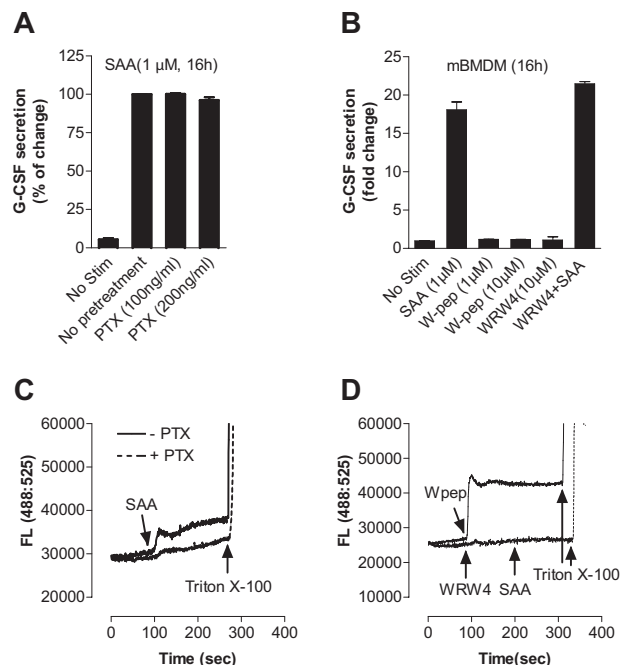 A
SAA(1 µM, 16h)
G-CSF secretion
(% of change)
125
100
75
50
25
0
No Stim
No pretreatment
PTX (100ng/ml)
PTX (200ng/ml)
B
mBMDM (16h)
G-CSF secretion
(fold change)
25
20
15
10
5
0
No Stim
SAA (1µM)
W-pep (1µM)
W-pep (10µM)
WRW4(10µM)
WRW4+SAA
C
FL (488:525)
60000
50000
40000
30000
20000
- PTX
+ PTX
SAA
Triton X-100
0 100 200 300 400
Time (sec)
D
FL (488:525)
60000
50000
40000
30000
20000
10000
Wpep
WRW4
SAA
Triton X-100
0 100 200 300 400
Time(sec)